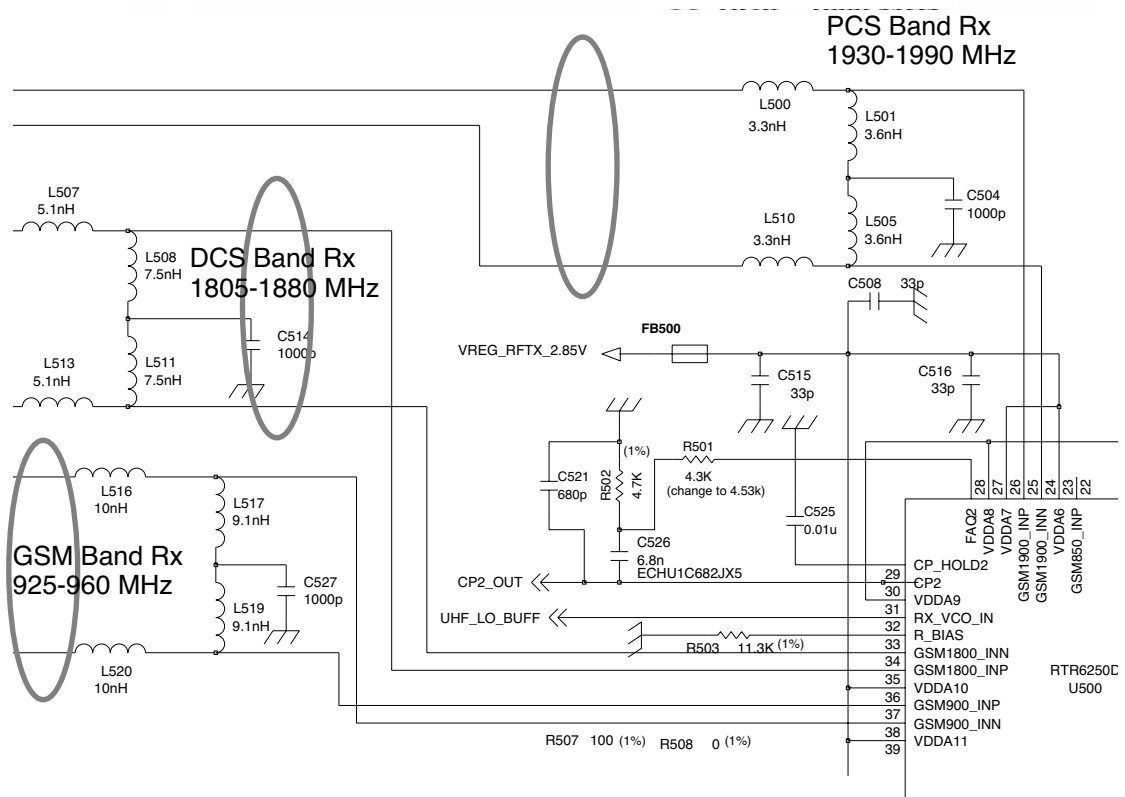 PCS Band Rx
1930-1990 MHz
L500
3.3nH
L501
3.6nH
C504
1000p
L510
3.3nH
L505
3.6nH
C508 33p
L507
5.1nH
L508
7.5nH
DCS Band Rx
1805-1880 MHz
C514
1000p
L513
5.1nH
L511
7.5nH
VREG_RFTX_2.85V
FB500
C515
33p
C516
33p
L516
10nH
L517
9.1nH
GSM Band Rx
925-960 MHz
C527
1000p
L519
9.1nH
L520
10nH
(1%)
C521
680p
R502
4.7K
R501
4.3K
(change to 4.53k)
C525
0.01u
C526
6.8n
ECHU1C682JX5
CP2_OUT
UHF_LO_BUFF
R503 11.3K (1%)
R507 100 (1%) R508 0 (1%)
28
27
26
25
24
23
22
FAQ2
VDDA8
VDDA7
GSM1900_INP
GSM1900_INN
VDDA6
GSM850_INP
CP_HOLD2
29
CP2
30
VDDA9
31
RX_VCO_IN
32
R_BIAS
33
GSM1800_INN
34
GSM1800_INP
35
VDDA10
36
GSM900_INP
37
GSM900_INN
38
VDDA11
39
RTR6250D
U500